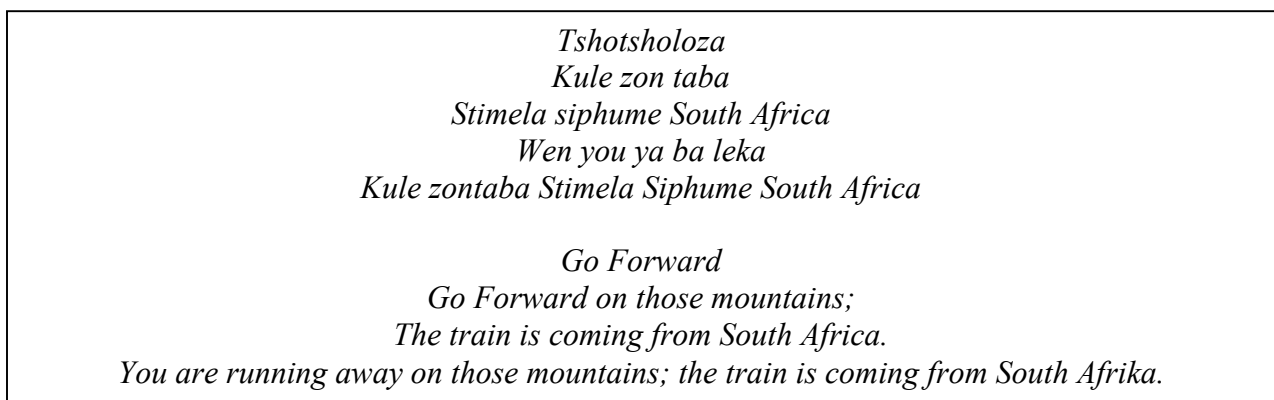 Tshotsholoza
Kule zon taba
Stimela siphume South Africa
Wen you ya ba leka
Kule zontaba Stimela Siphume South Africa
Go Forward
Go Forward on those mountains;
The train is coming from South Africa.
You are running away on those mountains; the train is coming from South Afrika.